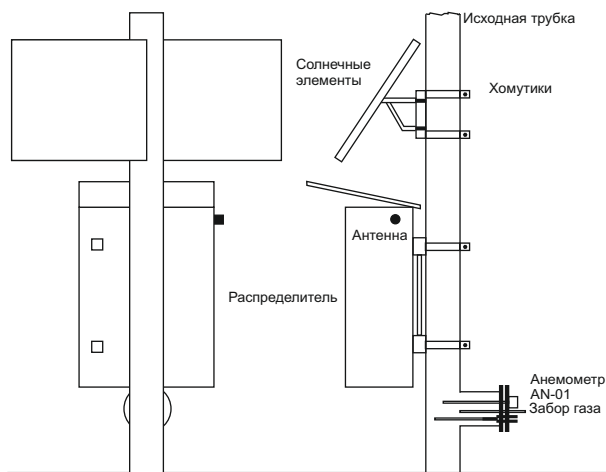 Исходная трубка
Солнечные
элементы
Хомутики
Антенна
Распределитель
Анемометр
AN-01
Забор газа